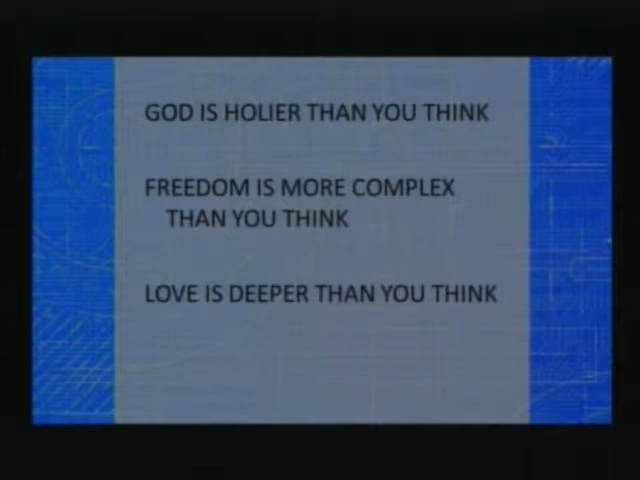 GOD IS HOLIER THAN YOU THINK
FREEDOM IS MORE COMPLEX
THAN YOU THINK
LOVE IS DEEPER THAN YOU THINK